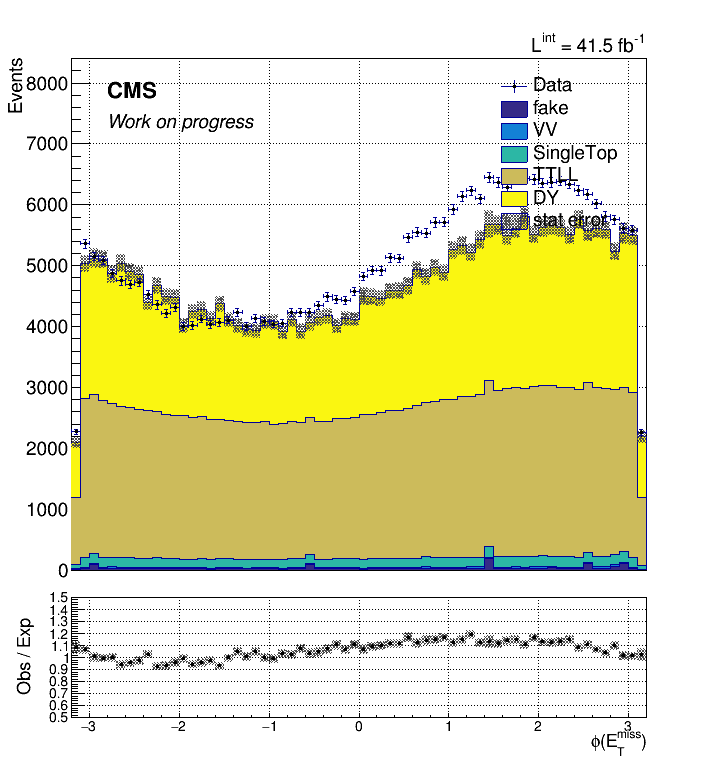 L^int = 41.5 fb^-1
Events
8000
7000
6000
5000
4000
3000
2000
1000
0
CMS
Work on progress
Data
fake
VV
SingleTop
TTLL
DY
stat error
Obs / Exp
1.5
1.4
1.3
1.2
1.1
1
0.9
0.8
0.7
0.6
0.5
−3 −2 −1 0 1 2 3
ϕ(E_T^miss)